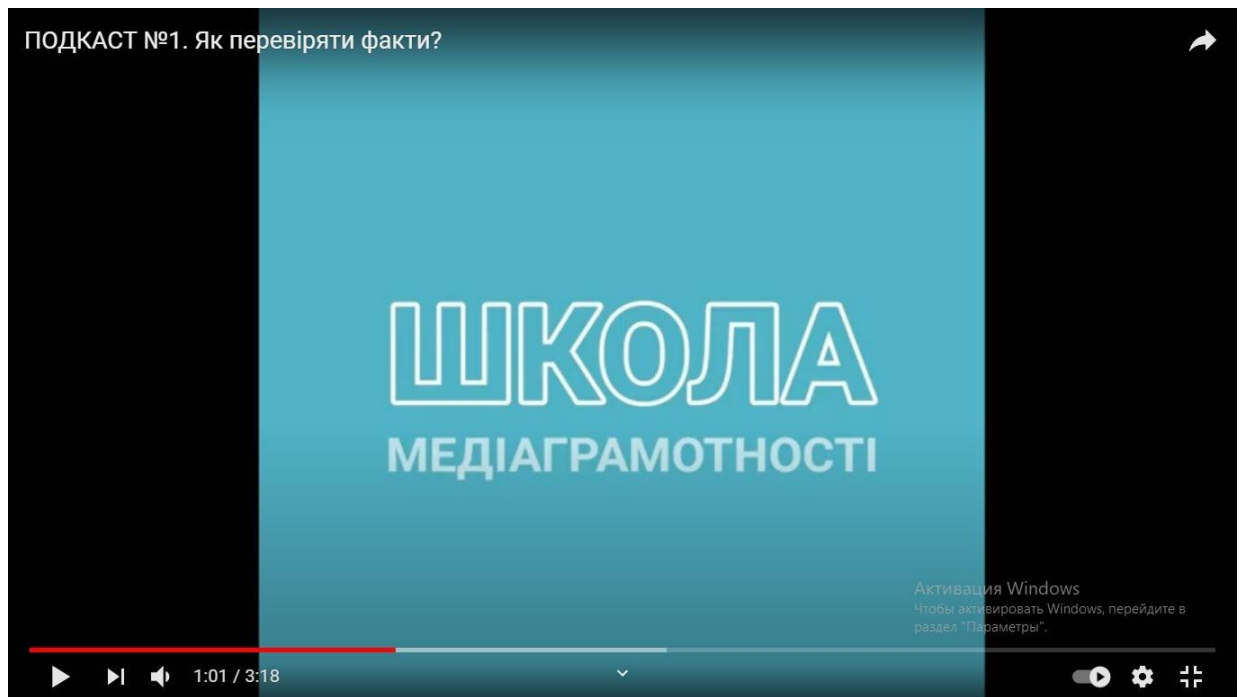 ПОДКАСТ №1. Як перевіряти факти?
ШКОЛА
МЕДІАГРАМОТНОСТІ
Активация Windows
Чтобы активировать Windows, перейдите в
раздел "Параметры".
1:01 / 3:18